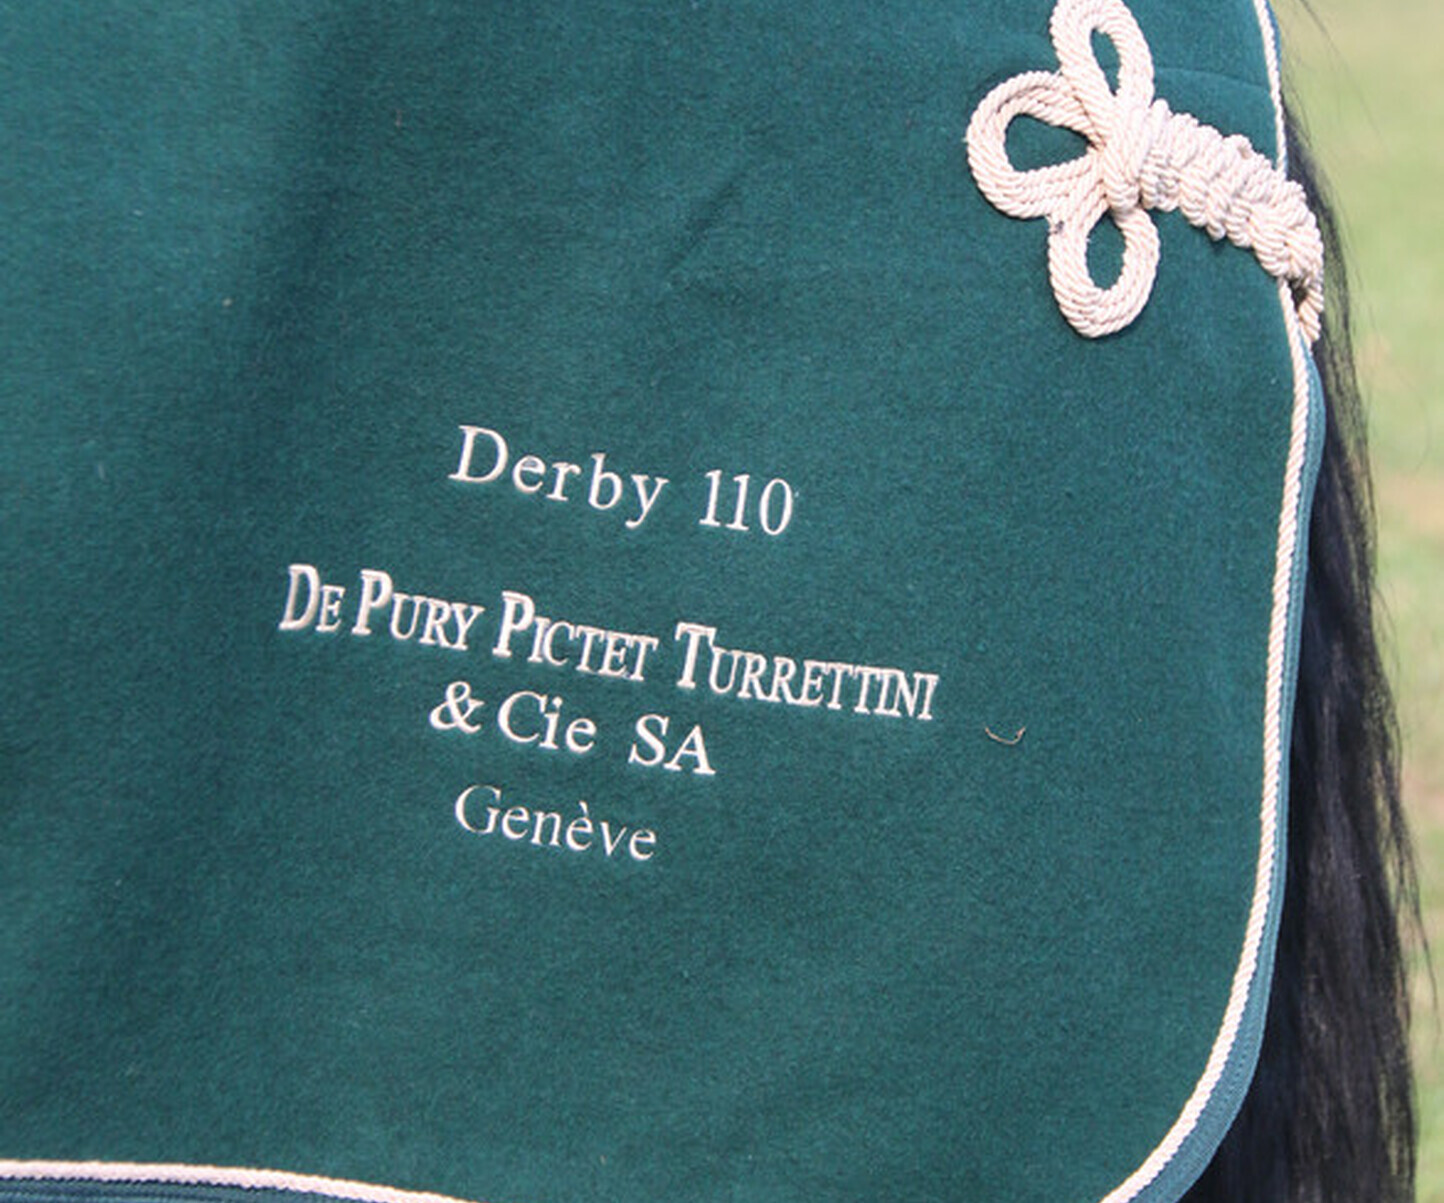 Derby 110
DE PURY PICTET TURRETTINI
& Cie SA
Genève